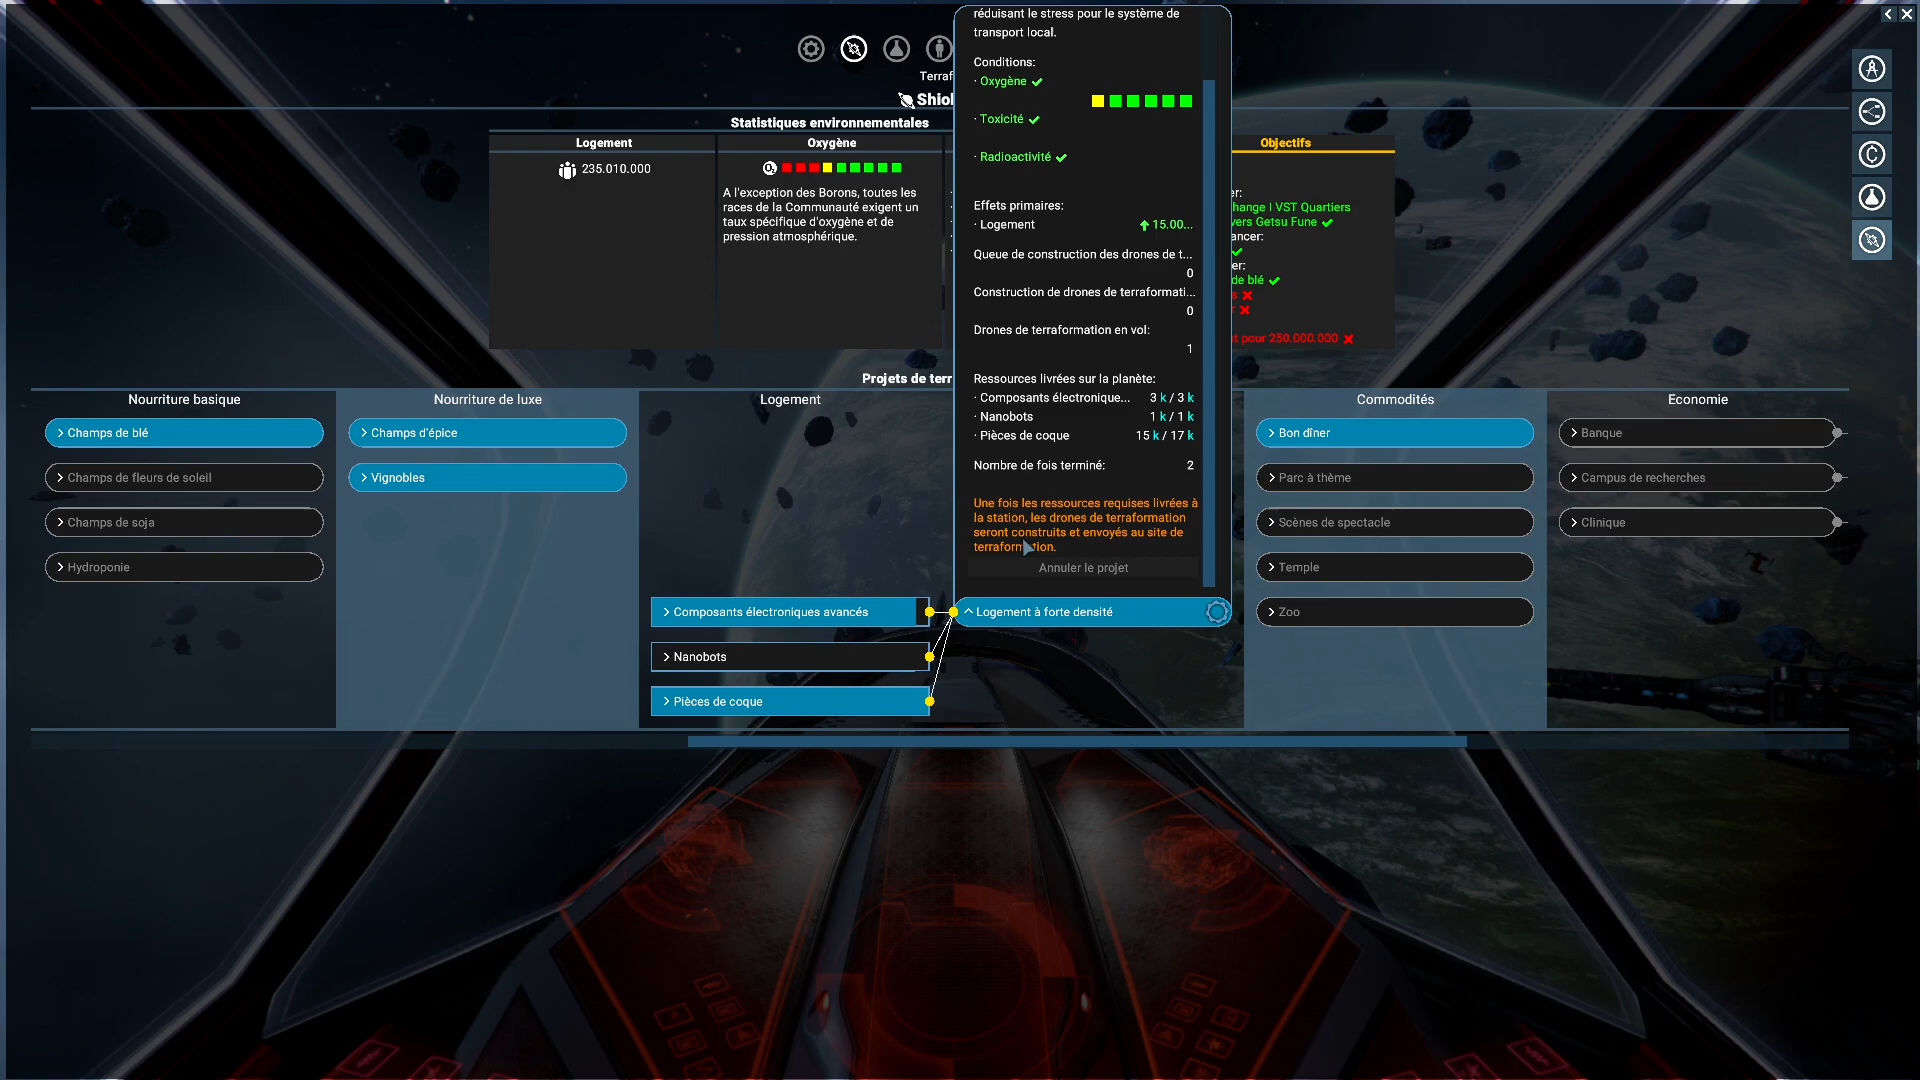 réduisant le stress pour le système de
transport local.
Conditions:
· Oxygène
· Toxicité
· Radioactivité
Effets primaires:
· Logement 15.00...
Queue de construction des drones de t...
0
Construction de drones de terraformati...
0
Drones de terraformation en vol:
1
Ressources livrées sur la planète:
· Composants électronique... 3 k / 3 k
· Nanobots 1 k / 1 k
· Pièces de coque 15 k / 17 k
Nombre de fois terminé: 2
Une fois les ressources requises livrées à
la station, les drones de terraformation
seront construits et envoyés au site de
terraformation.
Annuler le projet
Logement à forte densité
Terraf
Shiol
Statistiques environnementales
Logement
235.010.000
Oxygène
A l'exception des Borons, toutes les
races de la Communauté exigent un
taux spécifique d'oxygène et de
pression atmosphérique.
Objectifs
er:
hange I VST Quartiers
vers Getsu Fune
ancer:
er:
de blé
t pour 250.000.000
Projets de terr
Nourriture basique
Champs de blé
Champs de fleurs de soleil
Champs de soja
Hydroponie
Nourriture de luxe
Champs d'épice
Vignobles
Logement
Composants électroniques avancés
Nanobots
Pièces de coque
Commodités
Bon dîner
Parc à thème
Scènes de spectacle
Temple
Zoo
Economie
Banque
Campus de recherches
Clinique